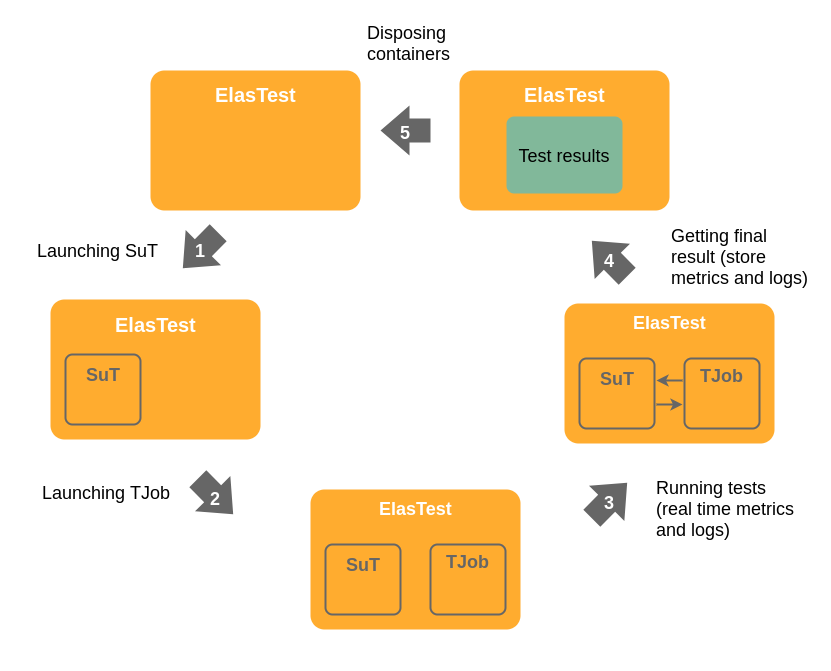 Disposing
containers
ElasTest
5
ElasTest
Test results
Launching SuT
1
4
Getting final
result (store
metrics and logs)
ElasTest
SuT
ElasTest
SuT
TJob
Launching TJob
2
ElasTest
SuT
TJob
3
Running tests
(real time metrics
and logs)